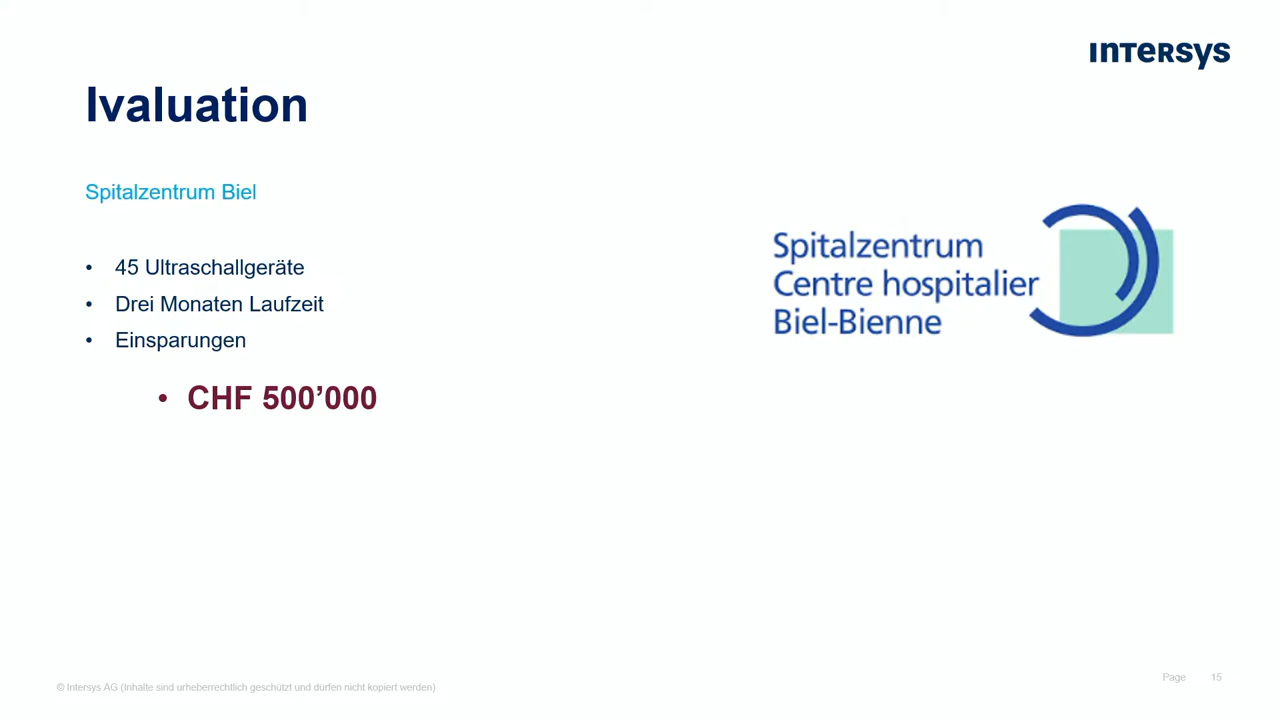 INTERSYS
Ivaluation
Spitalzentrum Biel
• 45 Ultraschallgeräte
• Drei Monaten Laufzeit
• Einsparungen
• CHF 500’000
Spitalzentrum
Centre hospitalier
Biel-Bienne
© Intersys AG (Inhalte sind urheberrechtlich geschützt und dürfen nicht kopiert werden)
Page 15